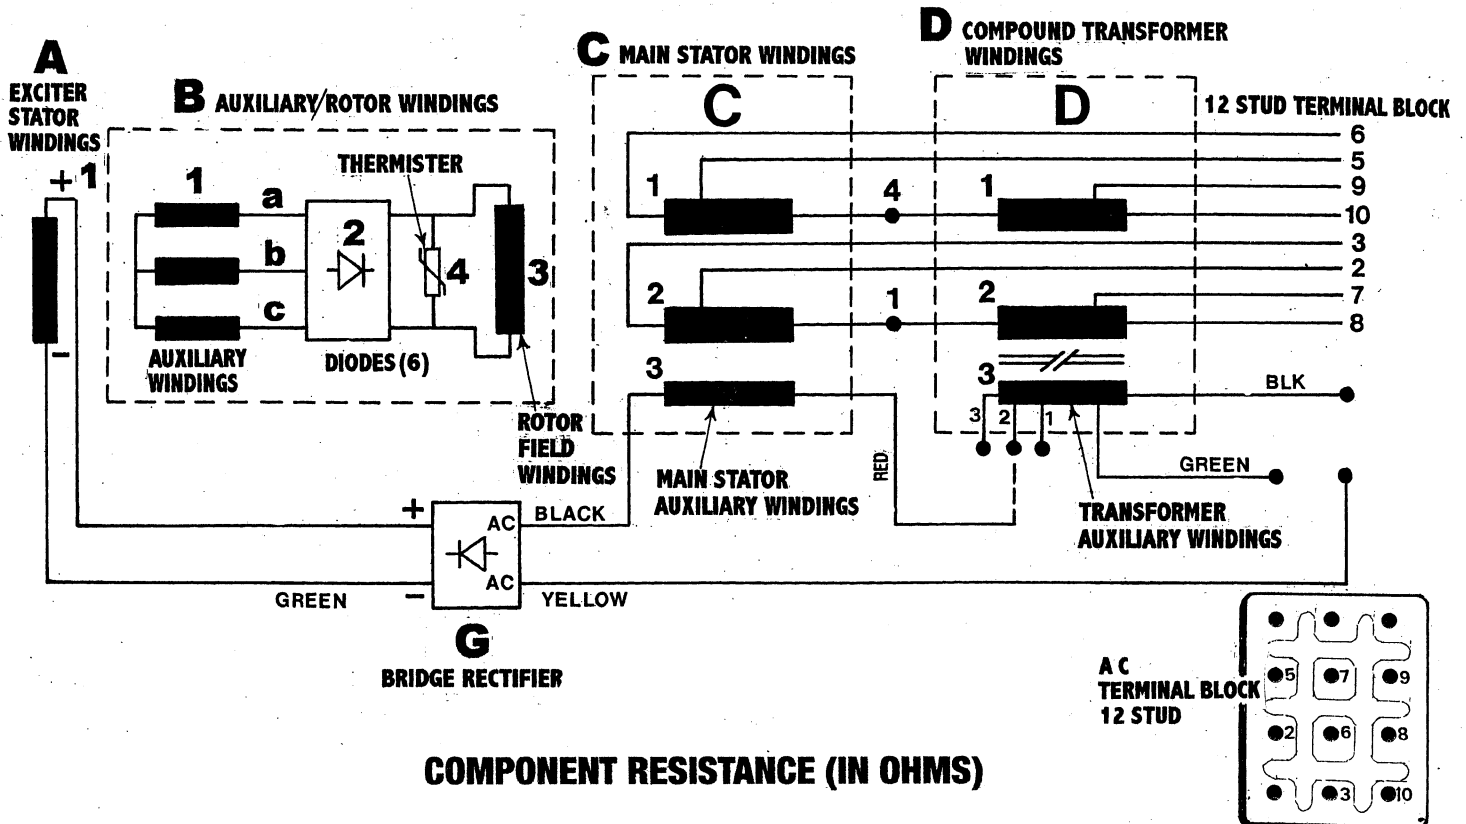 A
EXCITER
STATOR
WINDINGS
+ 1
−
B AUXILIARY/ROTOR WINDINGS
THERMISTER
1
a
b
c
2
4
3
AUXILIARY
WINDINGS
DIODES (6)
ROTOR
FIELD
WINDINGS
C MAIN STATOR WINDINGS
C
1
2
3
4
1
MAIN STATOR
AUXILIARY WINDINGS
RED
D COMPOUND TRANSFORMER
WINDINGS
D
1
2
3
3 2 1
12 STUD TERMINAL BLOCK
6
5
9
10
3
2
7
8
BLK
GREEN
TRANSFORMER
AUXILIARY WINDINGS
+
−
AC
AC
BLACK
YELLOW
GREEN
G
BRIDGE RECTIFIER
A C
TERMINAL BLOCK
12 STUD
5 7 9
2 6 8
3 10
COMPONENT RESISTANCE (IN OHMS)